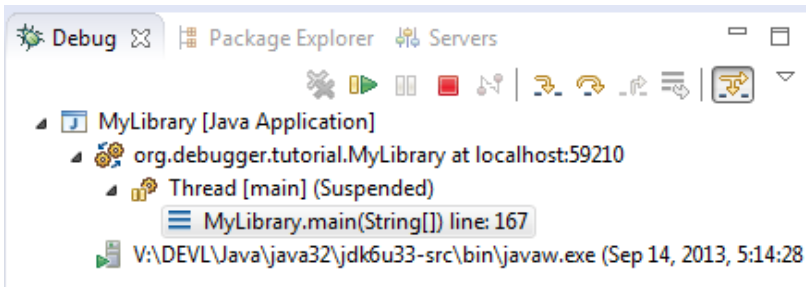 Debug Package Explorer Servers
MyLibrary [Java Application]
org.debugger.tutorial.MyLibrary at localhost:59210
Thread [main] (Suspended)
MyLibrary.main(String[]) line: 167
V:\DEVL\Java\java32\jdk6u33-src\bin\javaw.exe (Sep 14, 2013, 5:14:28